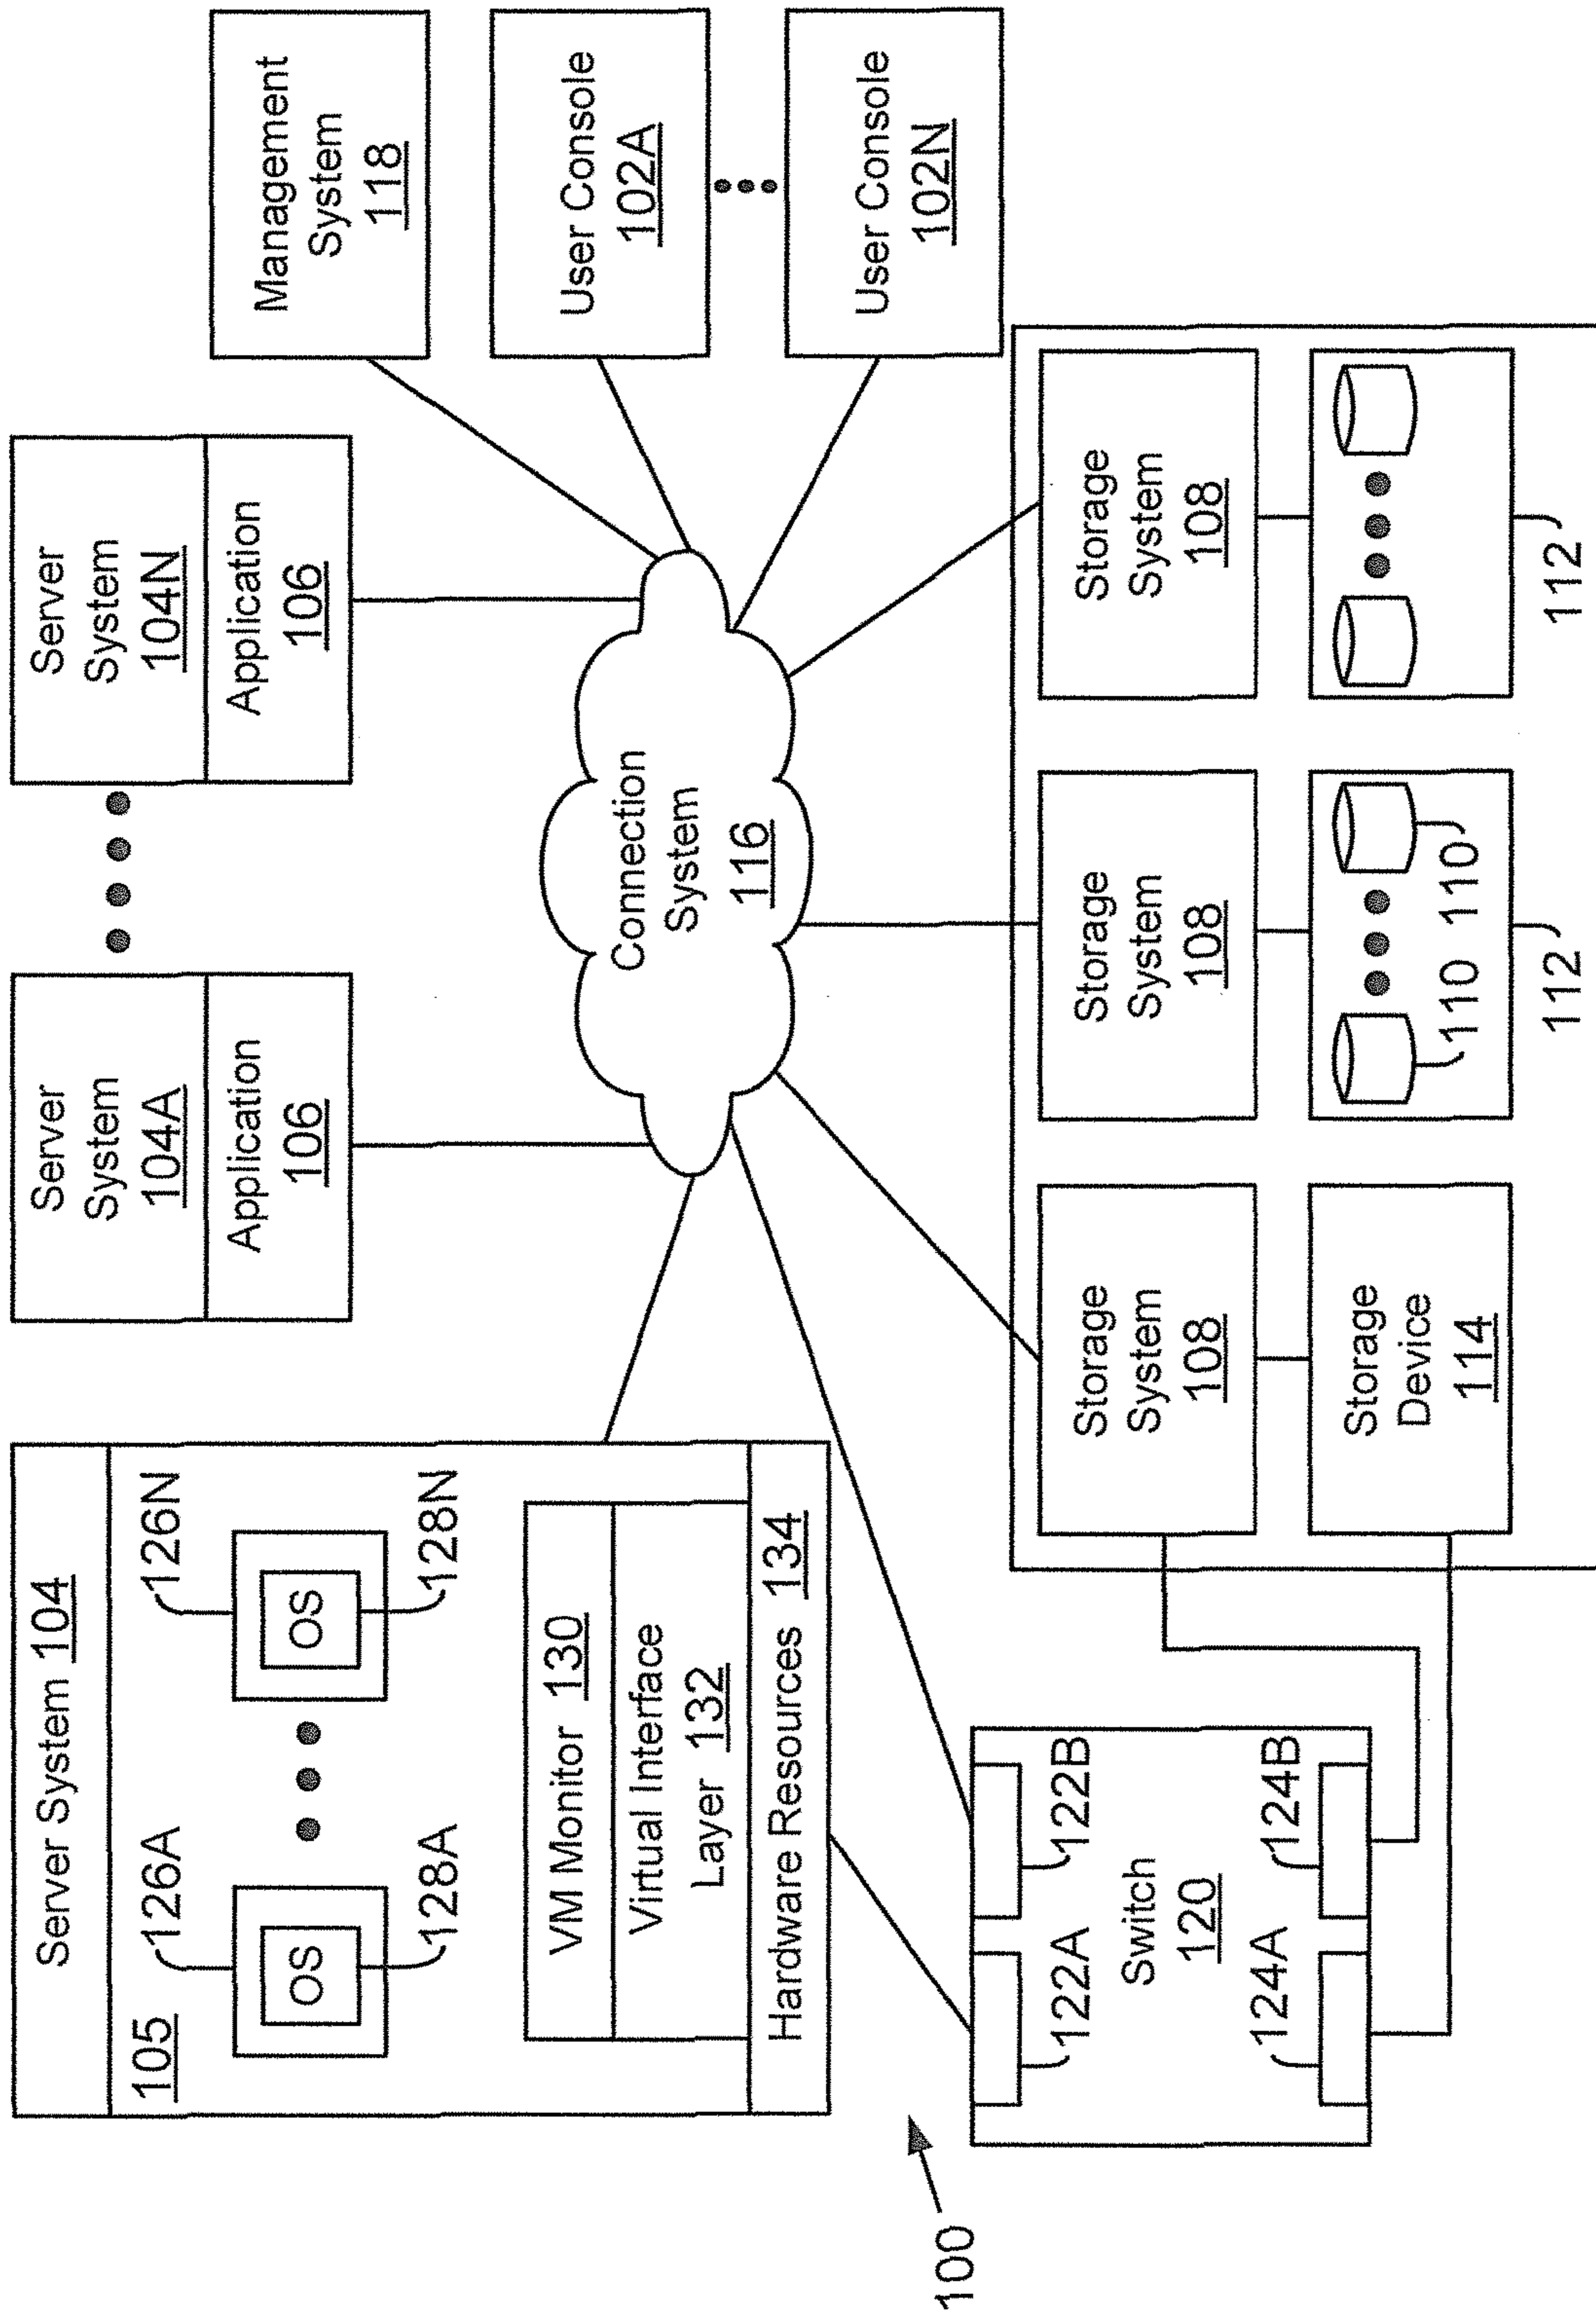 Server System 104
105
126A
126N
OS
OS
128A
128N
VM Monitor 130
Virtual Interface
Layer 132
Hardware Resources 134
Server
System
104A
Application
106
Server
System
104N
Application
106
Management
System
118
User Console
102A
User Console
102N
Connection
System
116
100
122A
122B
Switch
120
124A
124B
Storage
System
108
Storage
Device
114
Storage
System
108
110
110
112
Storage
System
108
112